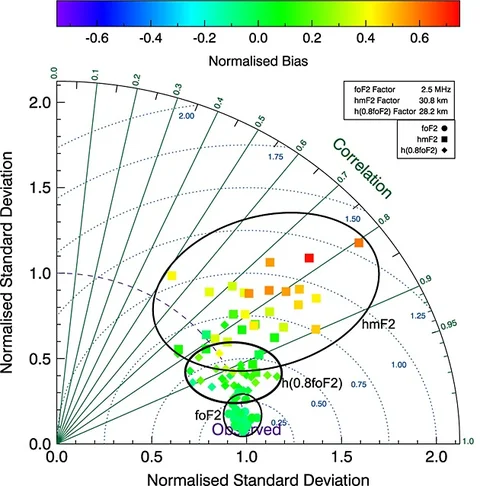 -0.6 -0.4 -0.2 0.0 0.2 0.4 0.6
Normalised Bias
foF2 Factor 2.5 MHz
hmF2 Factor 30.8 km
h(0.8foF2) Factor 28.2 km
foF2
hmF2
h(0.8foF2)
0.0 0.1 0.2 0.3 0.4 0.5 0.6 0.7 0.8 0.9 0.95 1.0
Correlation
2.00
1.75
1.50
1.25
1.00
0.75
0.50
0.25
hmF2
h(0.8foF2)
foF2
Observed
2.0
1.5
1.0
0.5
0.0
Normalised Standard Deviation
0.0 0.5 1.0 1.5 2.0
Normalised Standard Deviation